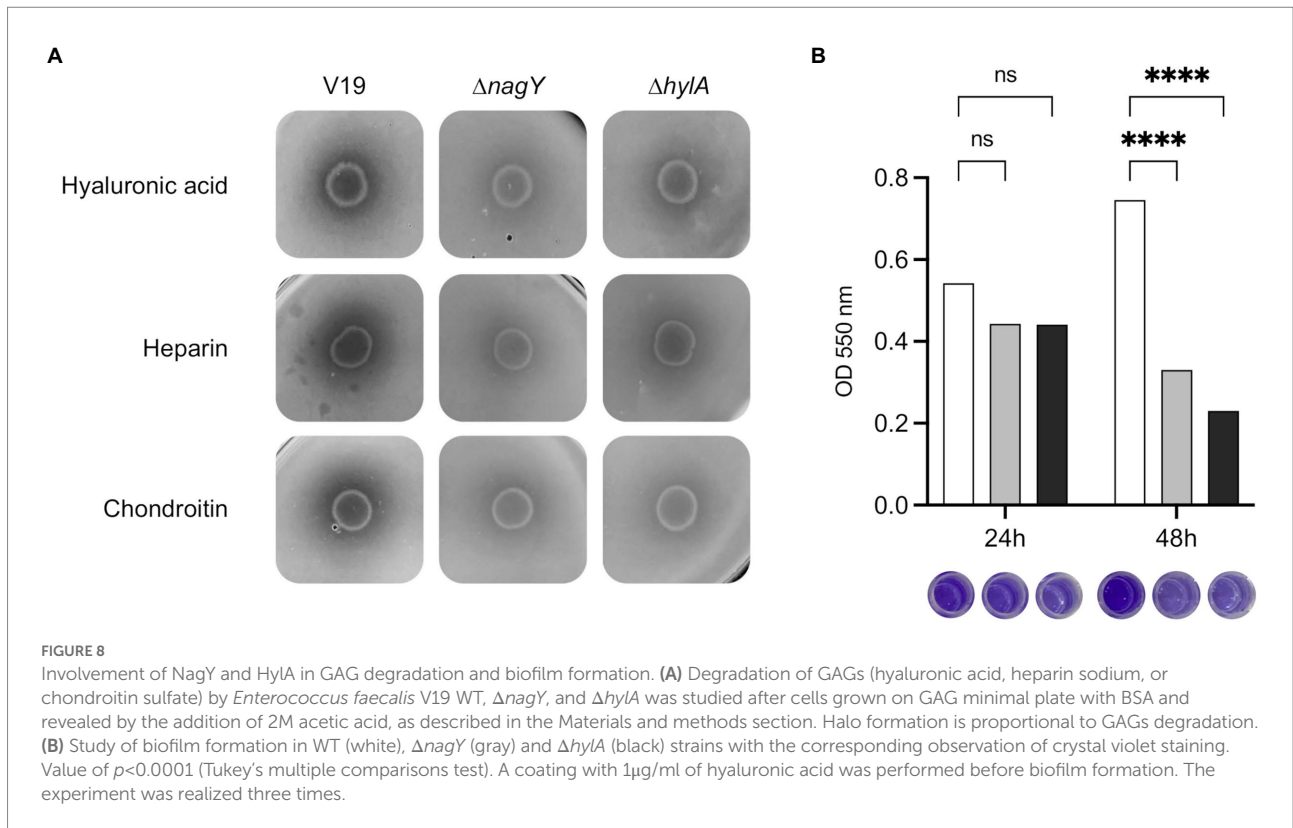 A
V19
ΔnagY
ΔhylA
Hyaluronic acid
Heparin
Chondroitin
B
ns
****
ns
****
0.8
0.6
0.4
0.2
0.0
OD 550 nm
24h
48h
FIGURE 8
Involvement of NagY and HylA in GAG degradation and biofilm formation. (A) Degradation of GAGs (hyaluronic acid, heparin sodium, or
chondroitin sulfate) by Enterococcus faecalis V19 WT, ΔnagY, and ΔhylA was studied after cells grown on GAG minimal plate with BSA and
revealed by the addition of 2M acetic acid, as described in the Materials and methods section. Halo formation is proportional to GAGs degradation.
(B) Study of biofilm formation in WT (white), ΔnagY (gray) and ΔhylA (black) strains with the corresponding observation of crystal violet staining.
Value of p<0.0001 (Tukey's multiple comparisons test). A coating with 1μg/ml of hyaluronic acid was performed before biofilm formation. The
experiment was realized three times.